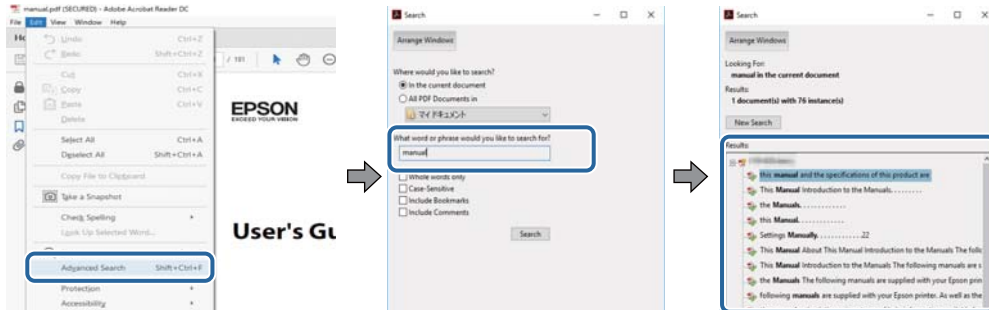 manual.pdf (SECURED) - Adobe Acrobat Reader DC
File Edit View Window Help
Undo Ctrl+Z
Redo Shift+Ctrl+Z
Cut Ctrl+X
Copy Ctrl+C
Paste Ctrl+V
Delete
Select All Ctrl+A
Deselect All Shift+Ctrl+A
Copy File to Clipboard
Take a Snapshot
Check Spelling
Look Up Selected Word...
Advanced Search Shift+Ctrl+F
Protection
Accessibility
/ 181
EPSON
EXCEED YOUR VISION
User's Gu
Search
Arrange Windows
Where would you like to search?
In the current document
All PDF Documents in
マイ ドキュメント
What word or phrase would you like to search for?
manual
Whole words only
Case-Sensitive
Include Bookmarks
Include Comments
Search
Search
Arrange Windows
Looking For:
manual in the current document
Results:
1 document(s) with 76 instance(s)
New Search
Results:
this manual and the specifications of this product are
This Manual Introduction to the Manuals. . . . . . . . .
the Manuals. . . . . . . . . . . . .
this Manual. . . . . . . . . . . . .
Settings Manually. . . . . . . . . . . . 22
This Manual About This Manual Introduction to the Manuals The follo
This Manual Introduction to the Manuals The following manuals are s
the Manuals The following manuals are supplied with your Epson prin
following manuals are supplied with your Epson printer. As well as the